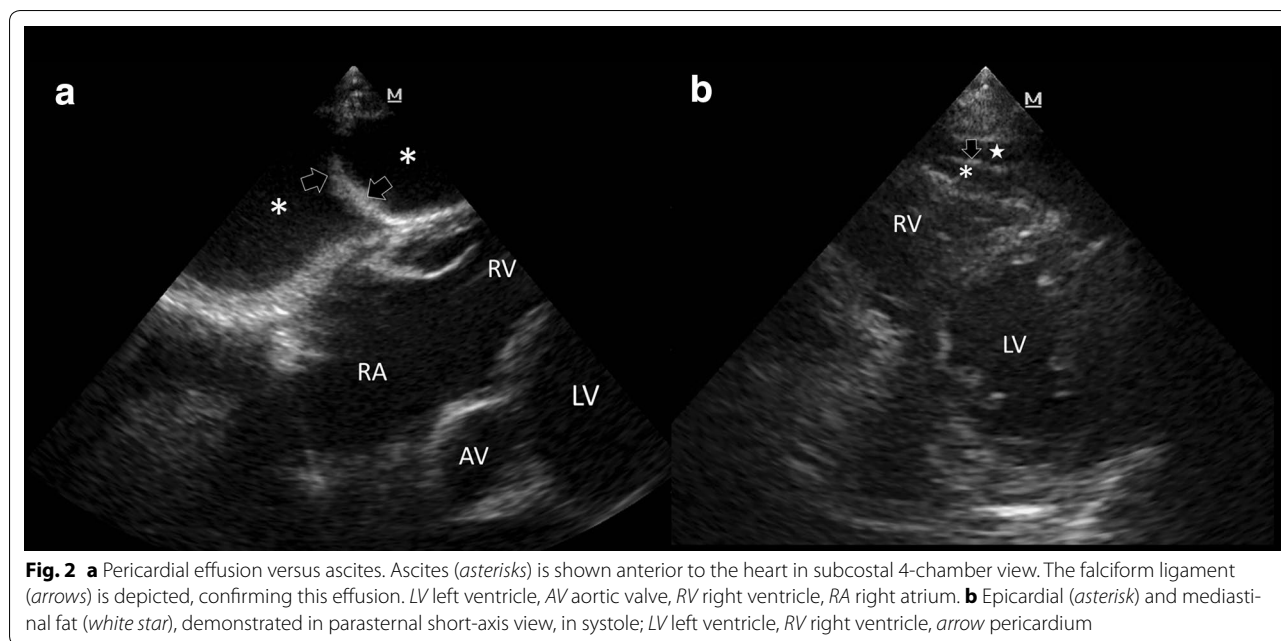 a
M
*
*
RV
RA
LV
AV
b
M
★
*
RV
LV
Fig. 2 a Pericardial effusion versus ascites. Ascites (asterisks) is shown anterior to the heart in subcostal 4-chamber view. The falciform ligament
(arrows) is depicted, confirming this effusion. LV left ventricle, AV aortic valve, RV right ventricle, RA right atrium. b Epicardial (asterisk) and mediasti-
nal fat (white star), demonstrated in parasternal short-axis view, in systole; LV left ventricle, RV right ventricle, arrow pericardium